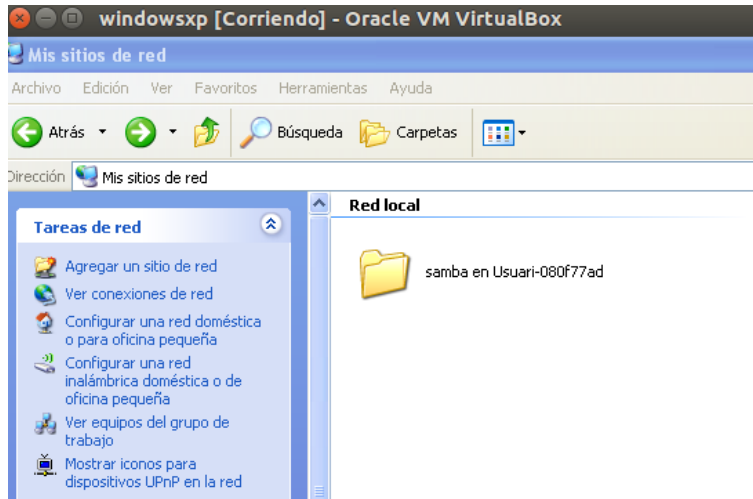 windowsxp [Corriendo] - Oracle VM VirtualBox
Mis sitios de red
Archivo Edición Ver Favoritos Herramientas Ayuda
Atrás Búsqueda Carpetas
Dirección Mis sitios de red
Tareas de red
Agregar un sitio de red
Ver conexiones de red
Configurar una red doméstica
o para oficina pequeña
Configurar una red
inalámbrica doméstica o de
oficina pequeña
Ver equipos del grupo de
trabajo
Mostrar iconos para
dispositivos UPnP en la red
Red local
samba en Usuari-080f77ad